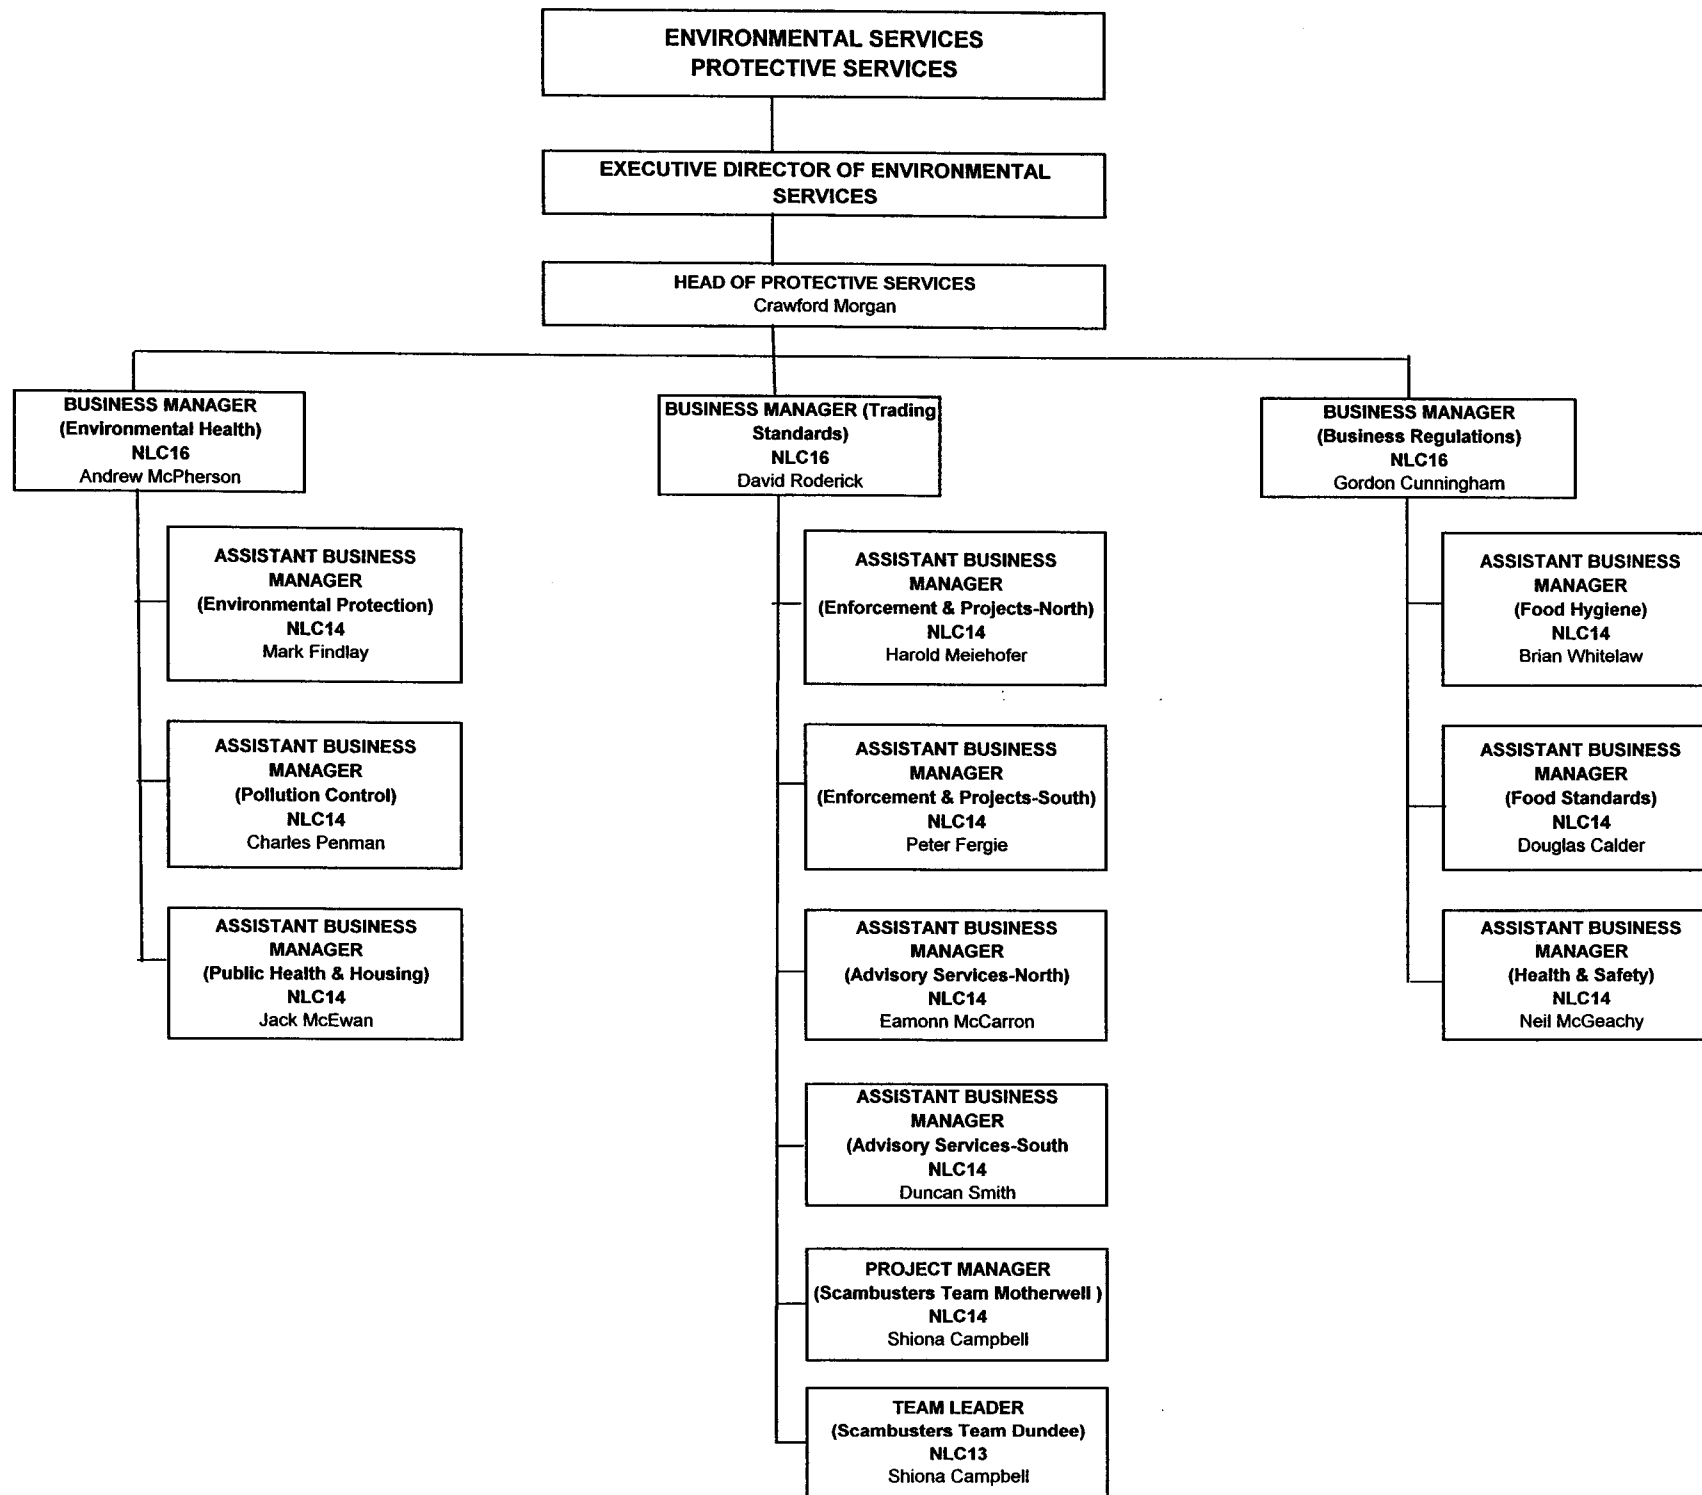 ENVIRONMENTAL SERVICES
PROTECTIVE SERVICES
EXECUTIVE DIRECTOR OF ENVIRONMENTAL
SERVICES
HEAD OF PROTECTIVE SERVICES
Crawford Morgan
BUSINESS MANAGER
(Environmental Health)
NLC16
Andrew McPherson
ASSISTANT BUSINESS
MANAGER
(Environmental Protection)
NLC14
Mark Findlay
ASSISTANT BUSINESS
MANAGER
(Pollution Control)
NLC14
Charles Penman
ASSISTANT BUSINESS
MANAGER
(Public Health & Housing)
NLC14
Jack McEwan
BUSINESS MANAGER (Trading
Standards)
NLC16
David Roderick
ASSISTANT BUSINESS
MANAGER
(Enforcement & Projects-North)
NLC14
Harold Meiehofer
ASSISTANT BUSINESS
MANAGER
(Enforcement & Projects-South)
NLC14
Peter Fergie
ASSISTANT BUSINESS
MANAGER
(Advisory Services-North)
NLC14
Eamonn McCarron
ASSISTANT BUSINESS
MANAGER
(Advisory Services-South
NLC14
Duncan Smith
PROJECT MANAGER
(Scambusters Team Motherwell )
NLC14
Shiona Campbell
TEAM LEADER
(Scambusters Team Dundee)
NLC13
Shiona Campbell
BUSINESS MANAGER
(Business Regulations)
NLC16
Gordon Cunningham
ASSISTANT BUSINESS
MANAGER
(Food Hygiene)
NLC14
Brian Whitelaw
ASSISTANT BUSINESS
MANAGER
(Food Standards)
NLC14
Douglas Calder
ASSISTANT BUSINESS
MANAGER
(Health & Safety)
NLC14
Neil McGeachy